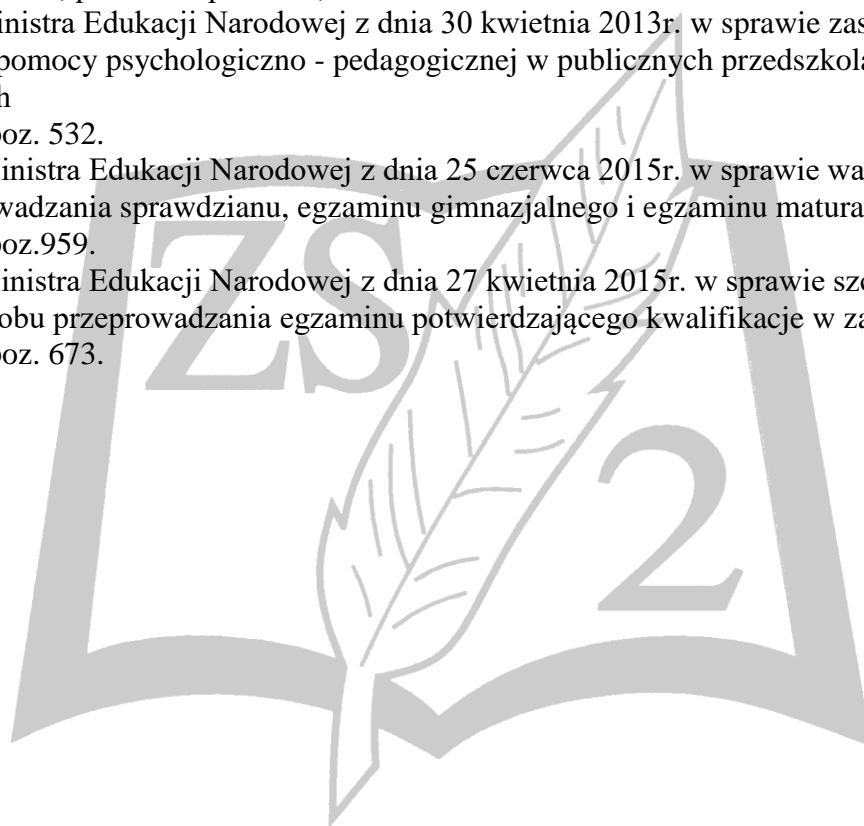 inistra Edukacji Narodowej z dnia 30 kwietnia 2013r. w sprawie zas
pomocy psychologiczno - pedagogicznej w publicznych przedszkola
h
oz. 532.
inistra Edukacji Narodowej z dnia 25 czerwca 2015r. w sprawie wa
wadzania sprawdzianu, egzaminu gimnazjalnego i egzaminu matura
oz.959.
inistra Edukacji Narodowej z dnia 27 kwietnia 2015r. w sprawie szc
obu przeprowadzania egzaminu potwierdzającego kwalifikacje w za
oz. 673.
ZS
2